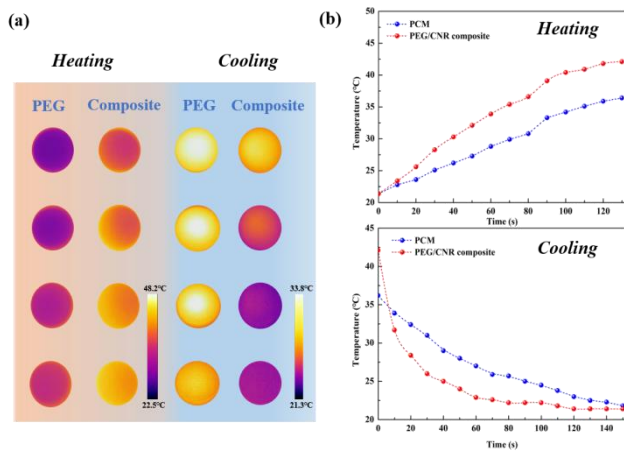 (a)
Heating
Cooling
PEG
Composite
PEG
Composite
48.2℃
22.5℃
33.8℃
21.3℃
(b)
PCM
PEG/CNR composite
Heating
50
45
40
35
30
25
20
0
20
40
60
80
100
120
Temperature (℃)
Time (s)
PCM
PEG/CNR composite
Cooling
45
40
35
30
25
20
0
20
40
60
80
100
120
140
Temperature (℃)
Time (s)